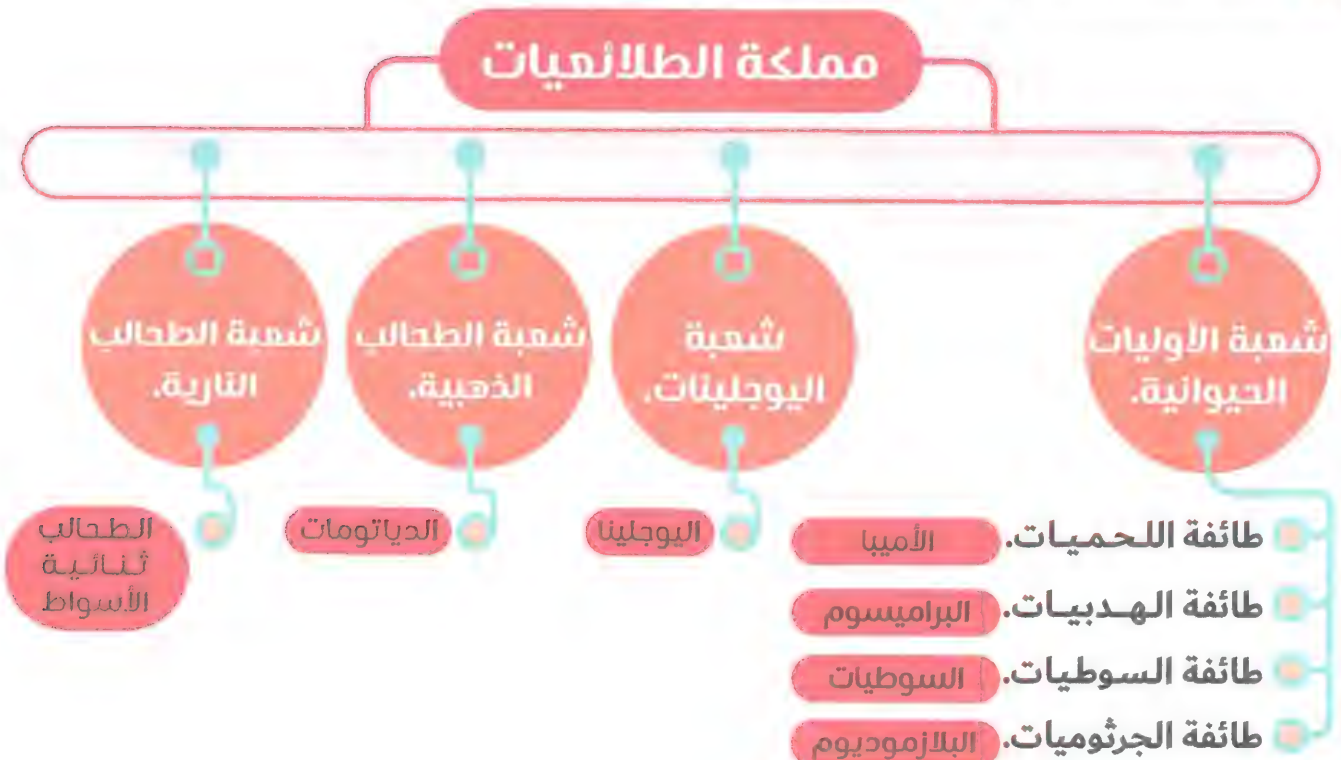 مملكة الطلائعيات
شعبة الأوليات
الحيوانية.
شعبة
اليوجلينات.
شعبة الطحالب
الذهبية.
شعبة الطحالب
النارية.
طائفة اللحميات. الأميبا
طائفة الهدبيات. البراميسوم
طائفة السوطيات. السوطيات
طائفة الجرثوميات. البلازموديوم
اليوجلينا
الدياتومات
الطحالب
ثنائية
الأسواط